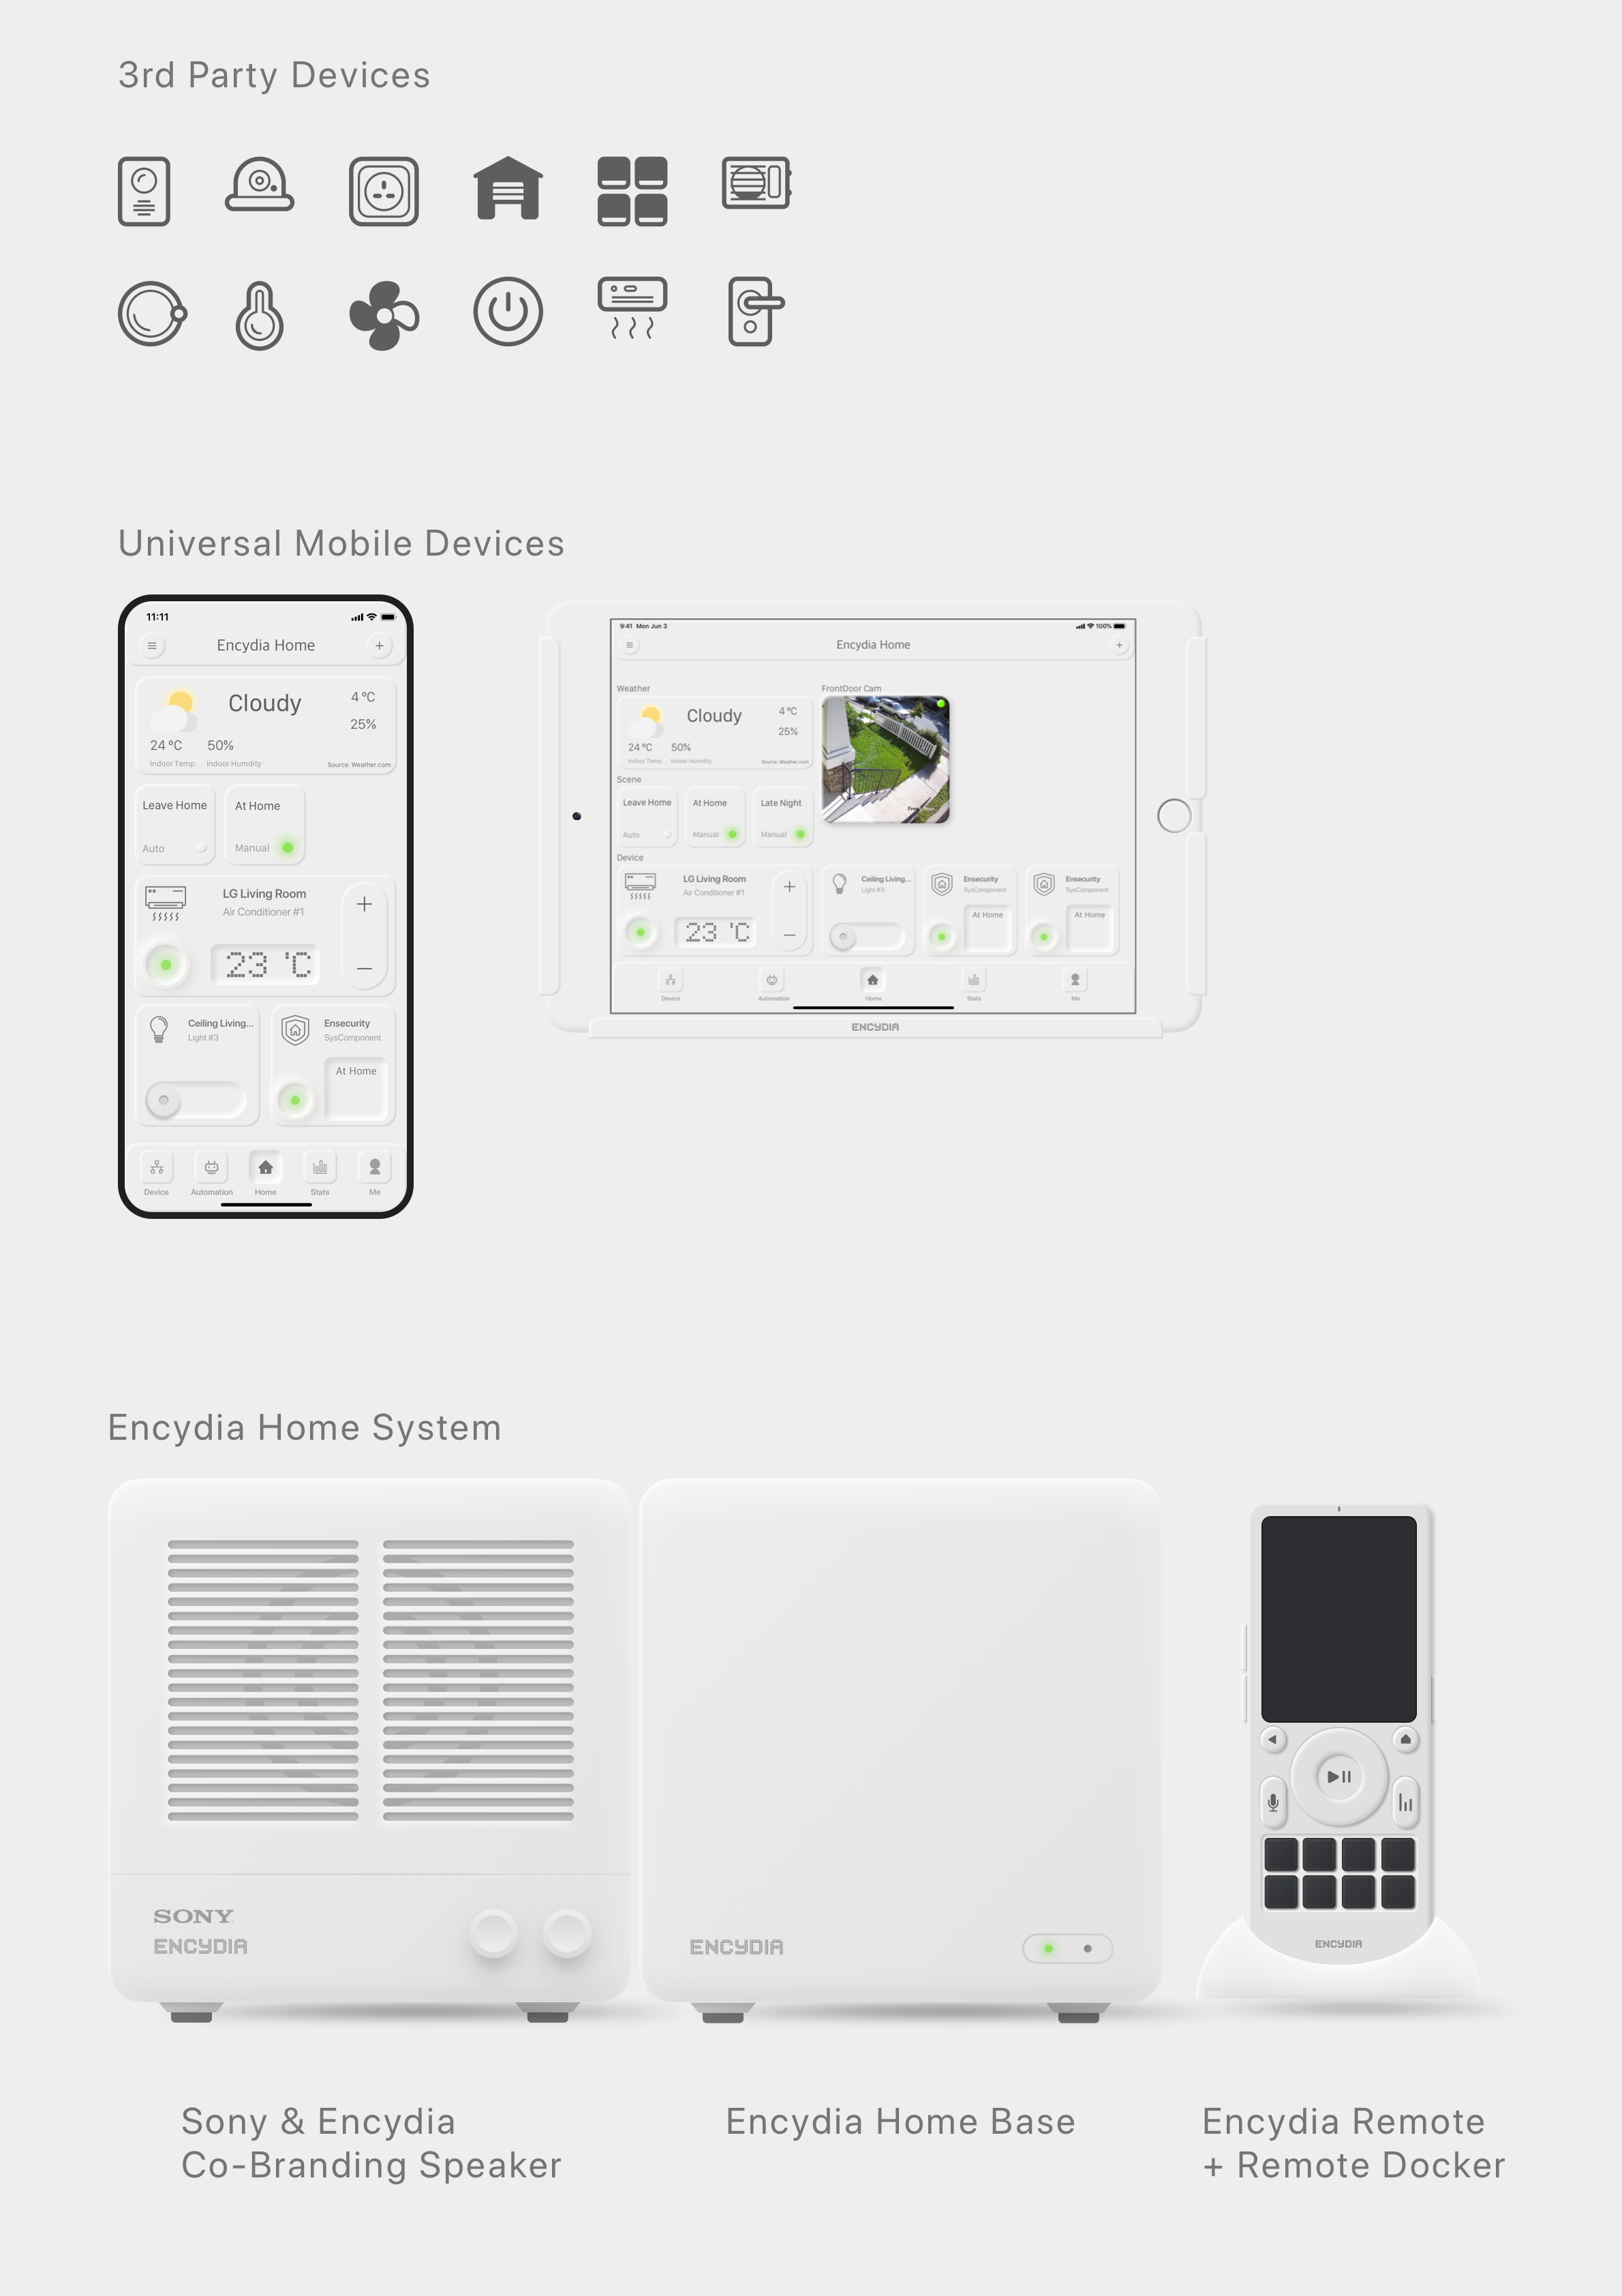 3rd Party Devices
Universal Mobile Devices
11:11
Encydia Home
Cloudy
4 ºC
25%
24 ºC 50%
Indoor Temp. Indoor Humdity Source: Weather.com
Leave Home
Auto
At Home
Manual
LG Living Room
Air Conditioner #1
23 °C
Ceiling Living...
Light #3
Ensecurity
SysComponent
At Home
Device Automation Home Stats Me
9:41 Mon Jun 3
100%
Encydia Home
Weather
Cloudy
4 ºC
25%
24 ºC 50%
Indoor Temp. Indoor Humdity Source: Weather.com
FrontDoor Cam
Scene
Leave Home
Auto
At Home
Manual
Late Night
Manual
Device
LG Living Room
Air Conditioner #1
23 °C
Ceiling Living...
Light #3
Ensecurity
SysComponent
At Home
Ensecurity
SysComponent
At Home
Device Automation Home Stats Me
ENCYDIA
Encydia Home System
SONY
ENCYDIA
ENCYDIA
ENCYDIA
Sony & Encydia
Co-Branding Speaker
Encydia Home Base
Encydia Remote
+ Remote Docker